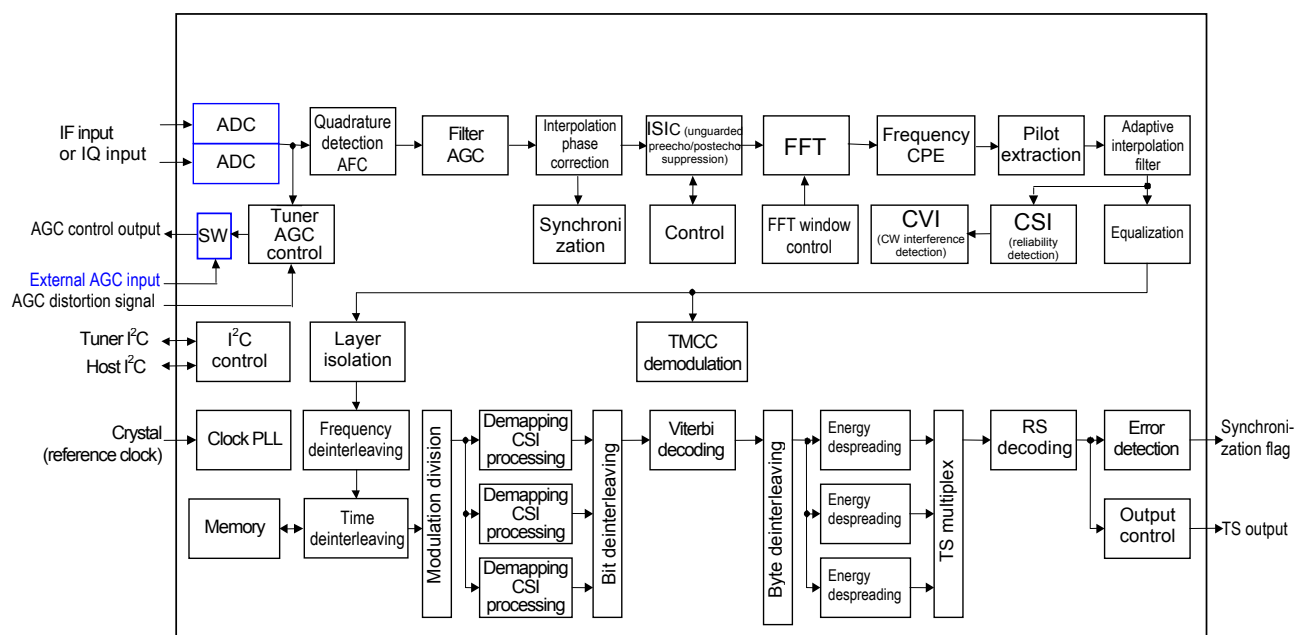 IF input
or IQ input
ADC
ADC
Quadrature
detection
AFC
Filter
AGC
Interpolation
phase
correction
ISIC (unguarded
preecho/postecho
suppression)
FFT
Frequency
CPE
Pilot
extraction
Adaptive
interpolation
filter
AGC control output
SW
Tuner
AGC
control
Synchroni
zation
Control
FFT window
control
CVI
(CW interference
detection)
CSI
(reliability
detection)
Equalization
External AGC input
AGC distortion signal
Tuner I²C
Host I²C
I²C
control
Layer
isolation
TMCC
demodulation
Crystal
(reference clock)
Clock PLL
Frequency
deinterleaving
Modulation division
Demapping
CSI
processing
Bit deinterleaving
Viterbi
decoding
Byte deinterleaving
Energy
despreading
TS multiplex
RS
decoding
Error
detection
Synchroni-
zation flag
Memory
Time
deinterleaving
Demapping
CSI
processing
Energy
despreading
Output
control
TS output
Demapping
CSI
processing
Energy
despreading